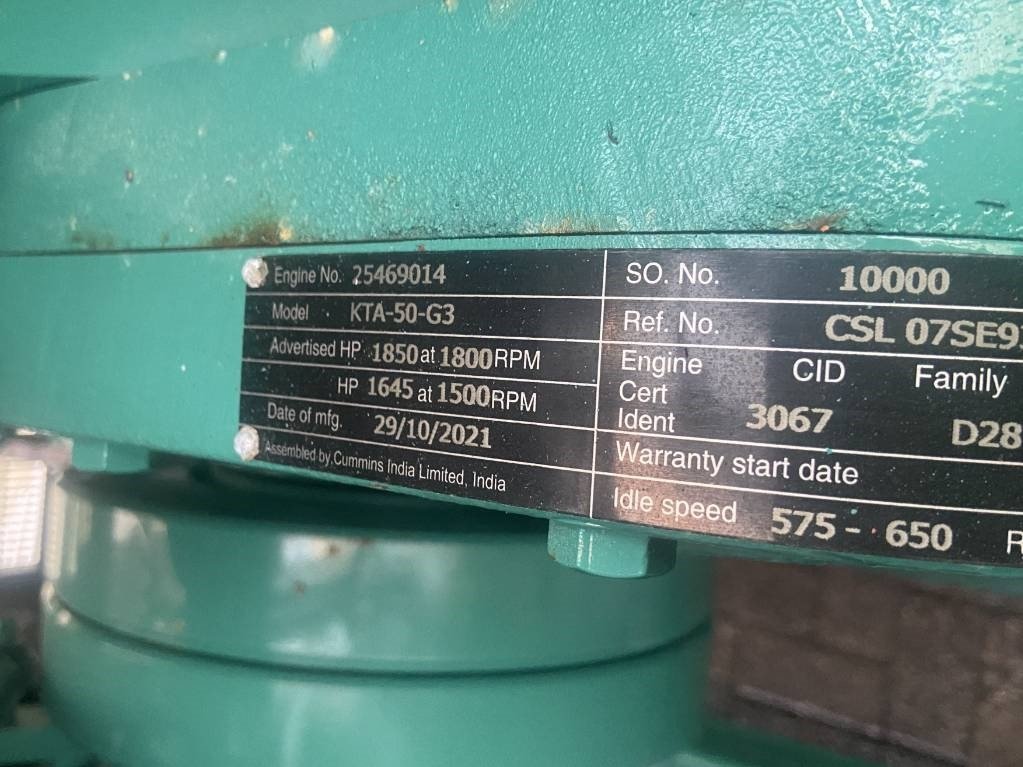 Engine No. 25469014
Model KTA-50-G3
Advertised HP 1850 at 1800 RPM
HP 1645 at 1500 RPM
Date of mfg. 29/10/2021
Assembled by Cummins India Limited, India
SO. No. 10000
Ref. No. CSL 07SE9
Engine CID Family
Cert
Ident 3067 D28
Warranty start date
Idle speed 575 - 650 R